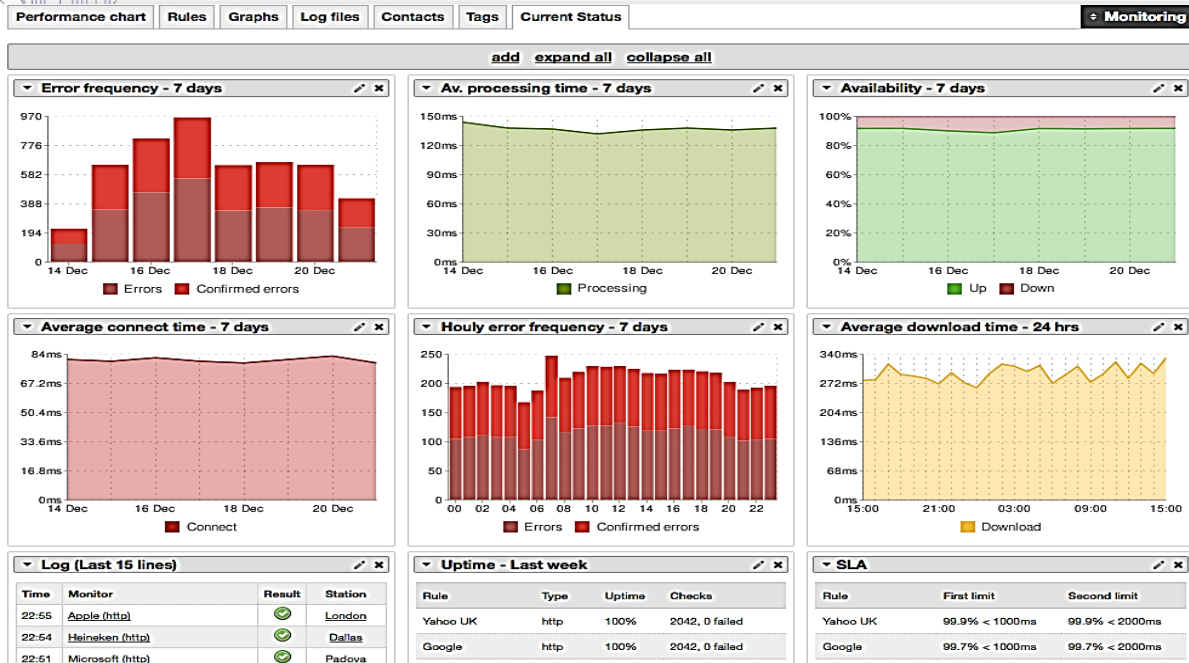 Performance chart Rules Graphs Log files Contacts Tags Current Status Monitoring
add expand all collapse all
Error frequency - 7 days
970
776
582
388
194
0
14 Dec 16 Dec 18 Dec 20 Dec
Errors Confirmed errors
Av. processing time - 7 days
150ms
120ms
90ms
60ms
30ms
0ms
14 Dec 16 Dec 18 Dec 20 Dec
Processing
Availability - 7 days
100%
80%
60%
40%
20%
0%
14 Dec 16 Dec 18 Dec 20 Dec
Up Down
Average connect time - 7 days
84ms
67.2ms
50.4ms
33.6ms
16.8ms
0ms
14 Dec 16 Dec 18 Dec 20 Dec
Connect
Houly error frequency - 7 days
250
200
150
100
50
0
00 02 04 06 08 10 12 14 16 18 20 22
Errors Confirmed errors
Average download time - 24 hrs
340ms
272ms
204ms
136ms
68ms
0ms
15:00 21:00 03:00 09:00 15:00
Download
Log (Last 15 lines)
Time Monitor Result Station
22:55 Apple (http) London
22:54 Heineken (http) Dallas
22:51 Microsoft (http) Padova
Uptime - Last week
Rule Type Uptime Checks
Yahoo UK http 100% 2042, 0 failed
Google http 100% 2042, 0 failed
SLA
Rule First limit Second limit
Yahoo UK 99.9% < 1000ms 99.9% < 2000ms
Google 99.7% < 1000ms 99.7% < 2000ms